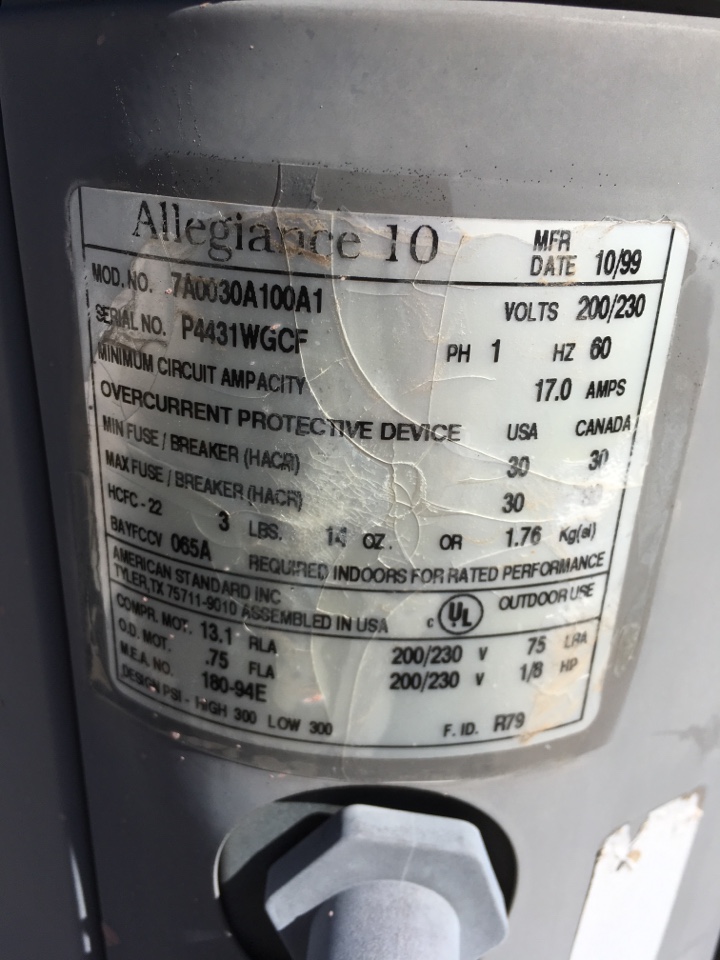 Allegiance 10 MFR DATE 10/99
MOD. NO. 7A0030A100A1 VOLTS 200/230
SERIAL NO. P4431WGCF PH 1 HZ 60
MINIMUM CIRCUIT AMPACITY 17.0 AMPS
OVERCURRENT PROTECTIVE DEVICE USA CANADA
MIN FUSE / BREAKER (HACR) 30 30
MAX FUSE / BREAKER (HACR) 30
HCFC - 22 3 LBS. 14 OZ. OR 1.76 Kg(ei)
BAYFCCV 065A REQUIRED INDOORS FOR RATED PERFORMANCE
AMERICAN STANDARD INC
TYLER, TX 75711-9010 ASSEMBLED IN USA c UL OUTDOOR USE
COMPR. MOT. 13.1 RLA 200/230 V 75 LRA
O.D. MOT. .75 FLA 200/230 V 1/8 HP
M.E.A. NO. 180-94E
DESIGN PSI - HIGH 300 LOW 300 F. ID. R79